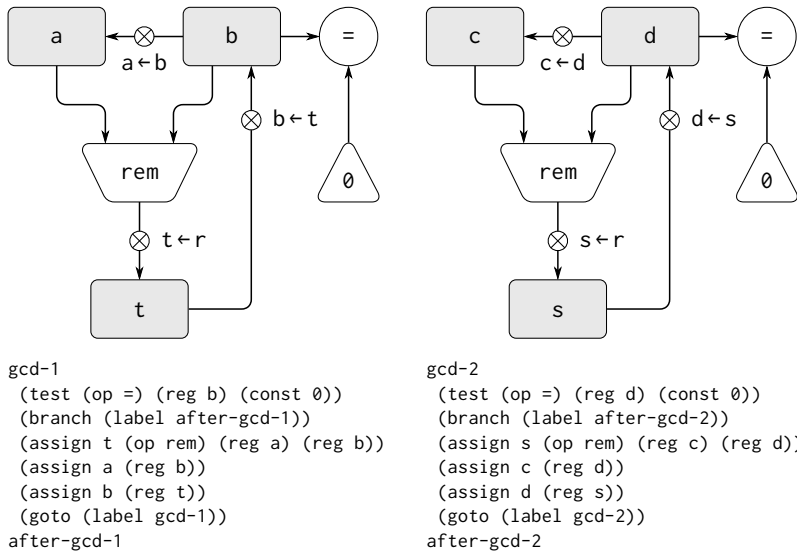 a
b
=
a←b
b←t
rem
0
t←r
t
c
d
=
c←d
d←s
rem
0
s←r
s
gcd-1
(test (op =) (reg b) (const 0))
(branch (label after-gcd-1))
(assign t (op rem) (reg a) (reg b))
(assign a (reg b))
(assign b (reg t))
(goto (label gcd-1))
after-gcd-1
gcd-2
(test (op =) (reg d) (const 0))
(branch (label after-gcd-2))
(assign s (op rem) (reg c) (reg d))
(assign c (reg d))
(assign d (reg s))
(goto (label gcd-2))
after-gcd-2